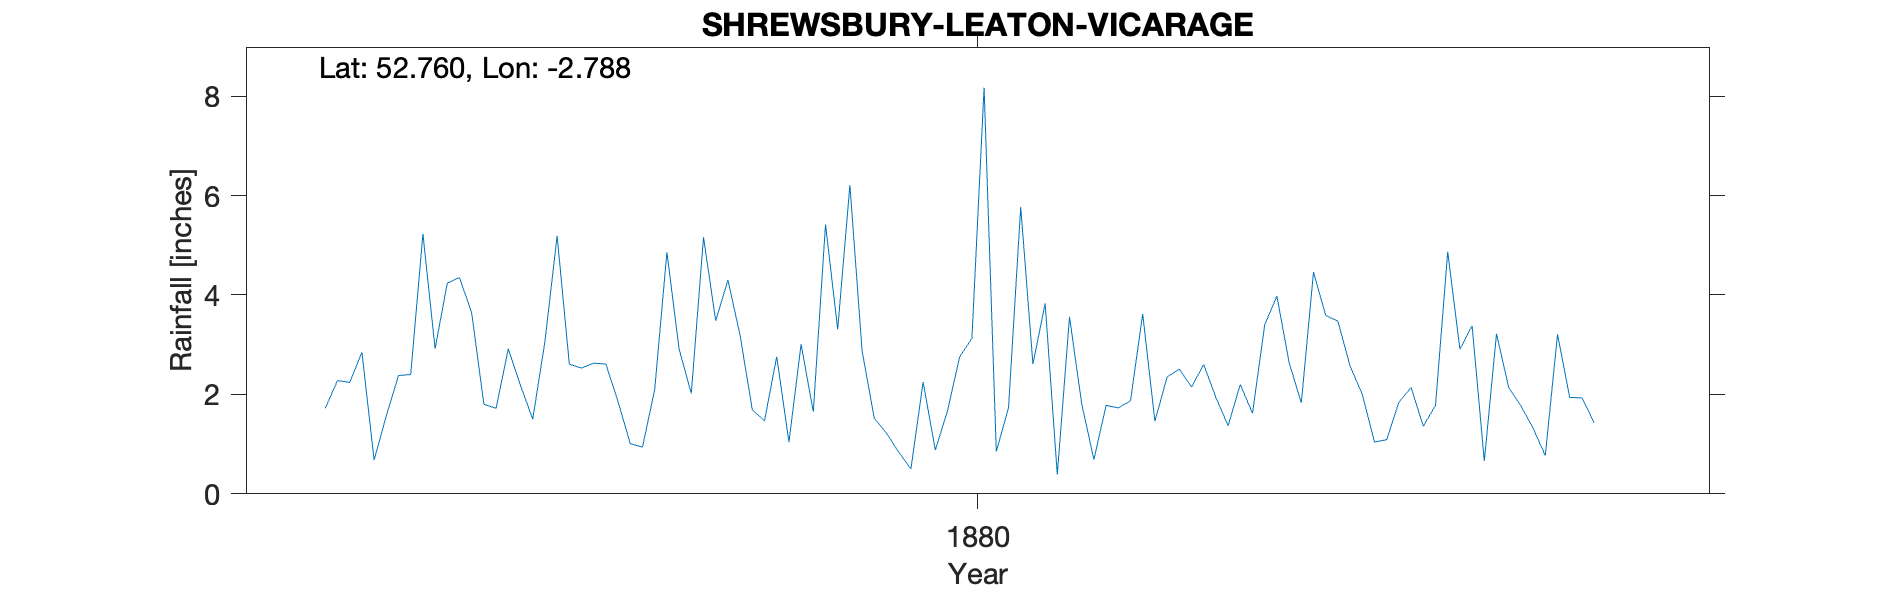 SHREWSBURY-LEATON-VICARAGE
Lat: 52.760, Lon: -2.788
8
6
4
2
0
Rainfall [inches]
1880
Year